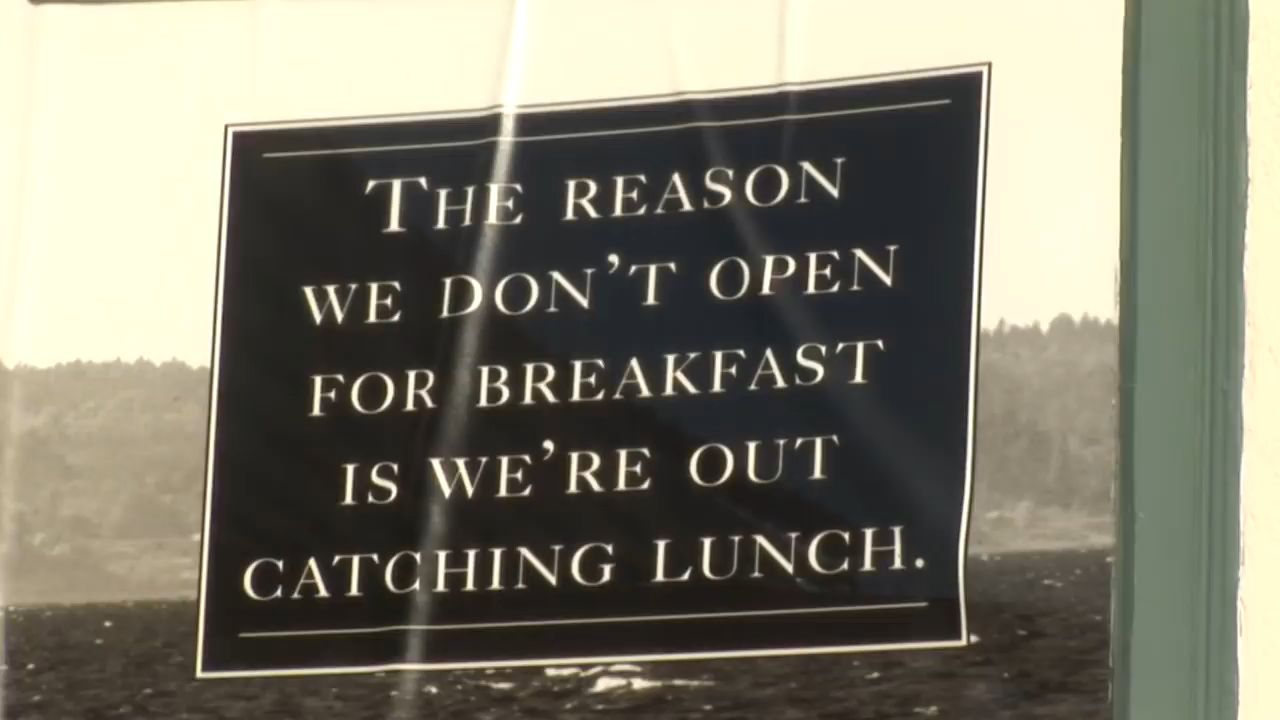 THE REASON
WE DON'T OPEN
FOR BREAKFAST
IS WE'RE OUT
CATCHING LUNCH.